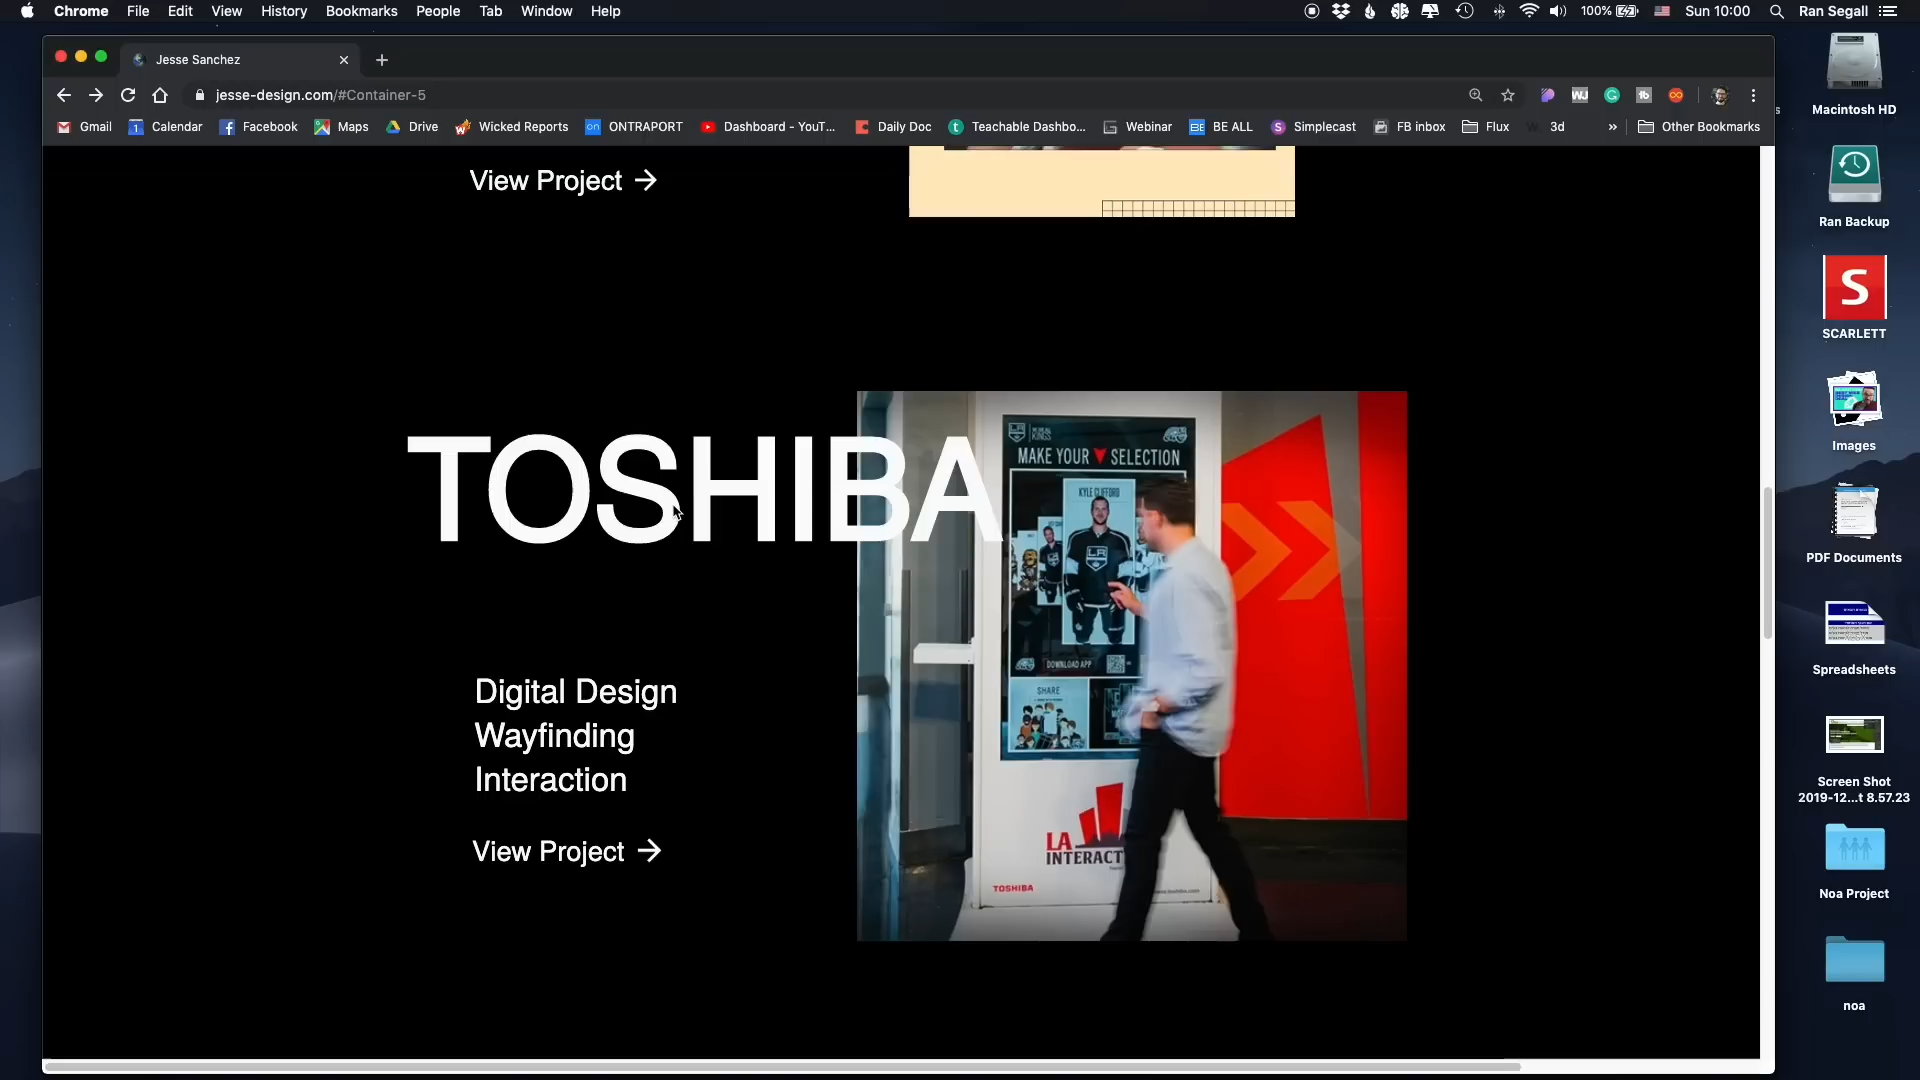 Chrome File Edit View History Bookmarks People Tab Window Help
100% Sun 10:00 Ran Segall
Jesse Sanchez
jesse-design.com/#Container-5
Gmail Calendar Facebook Maps Drive Wicked Reports ONTRAPORT Dashboard - YouT... Daily Doc Teachable Dashbo... Webinar BE ALL Simplecast FB inbox Flux 3d » Other Bookmarks
View Project →
TOSHIBA
Digital Design
Wayfinding
Interaction
View Project →
MAKE YOUR SELECTION
KYLE CLIFFORD
DOWNLOAD APP
SHARE
LA
INTERACT
TOSHIBA
Macintosh HD
Ran Backup
S
SCARLETT
Images
PDF Documents
Spreadsheets
Screen Shot
2019-12...t 8.57.23
Noa Project
noa